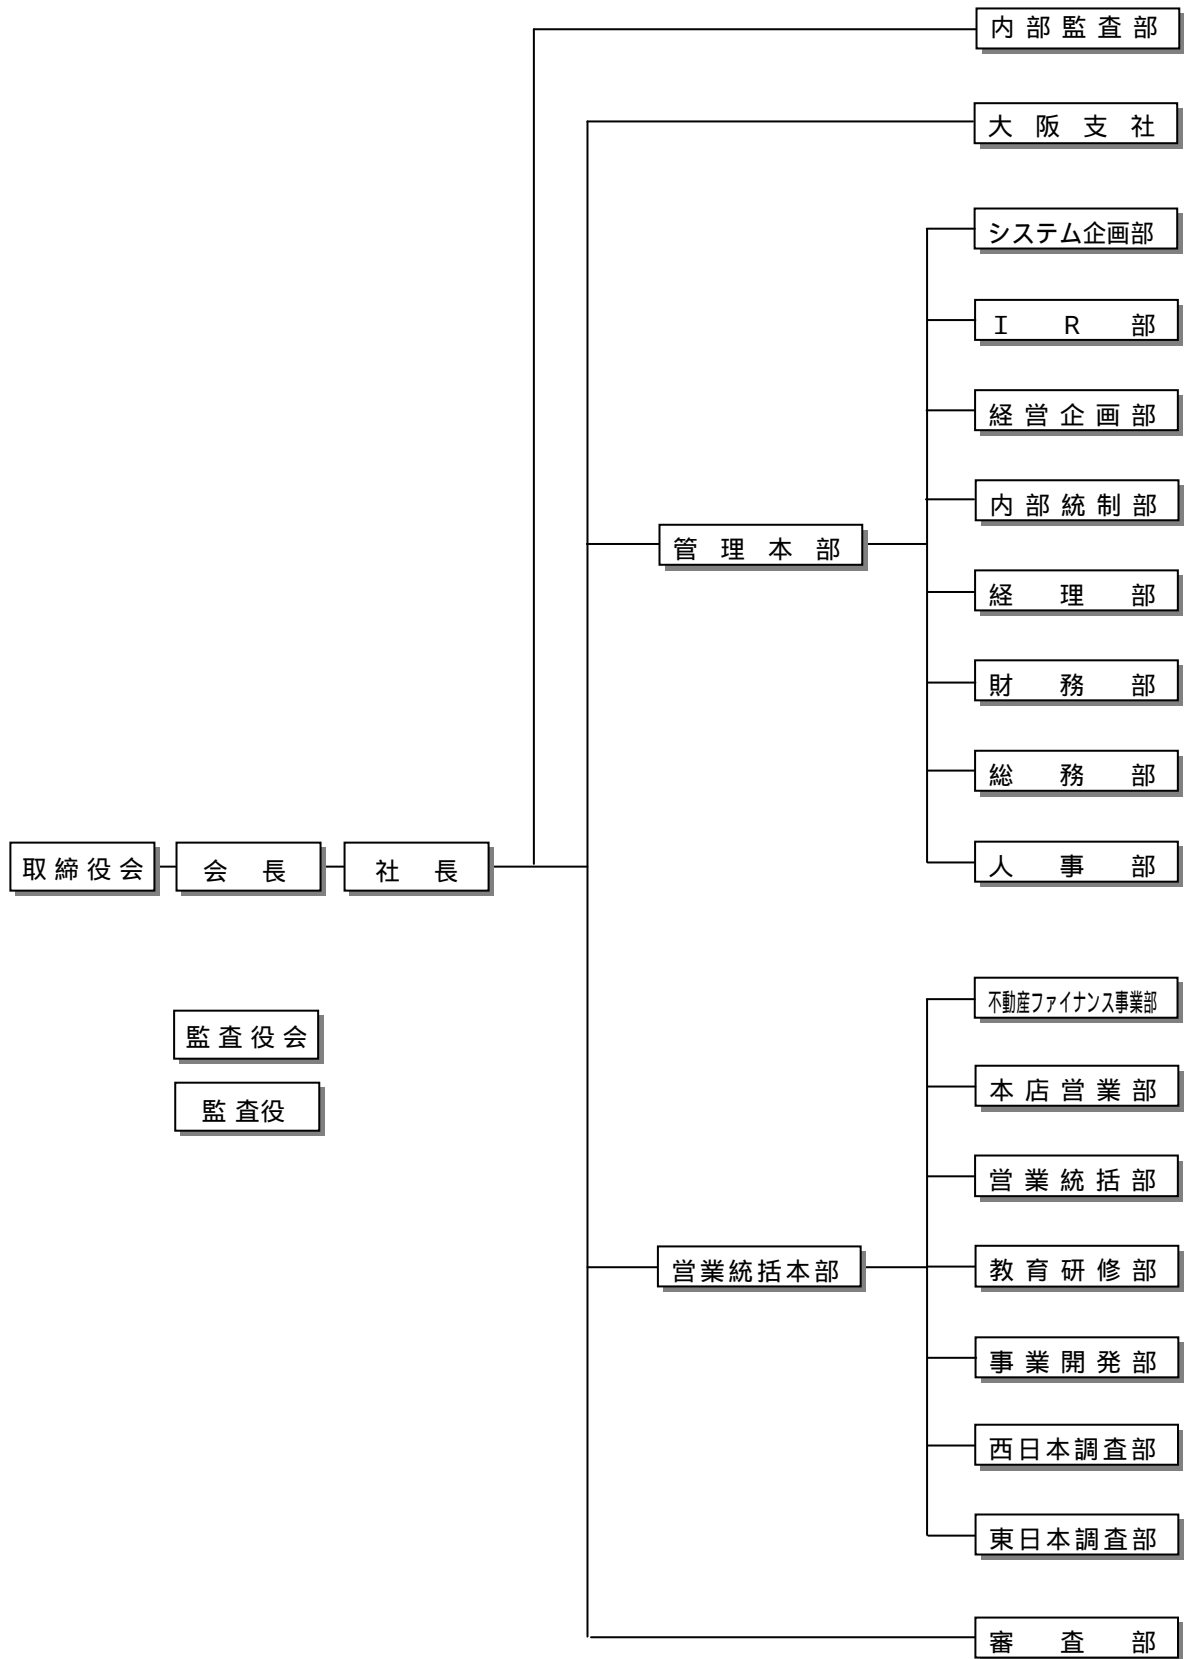 内部監査部
大阪支社
システム企画部
ＩＲ部
経営企画部
内部統制部
管理本部
経理部
財務部
総務部
取締役会
会長
社長
人事部
不動産ファイナンス事業部
監査役会
本店営業部
監査役
営業統括部
営業統括本部
教育研修部
事業開発部
西日本調査部
東日本調査部
審査部